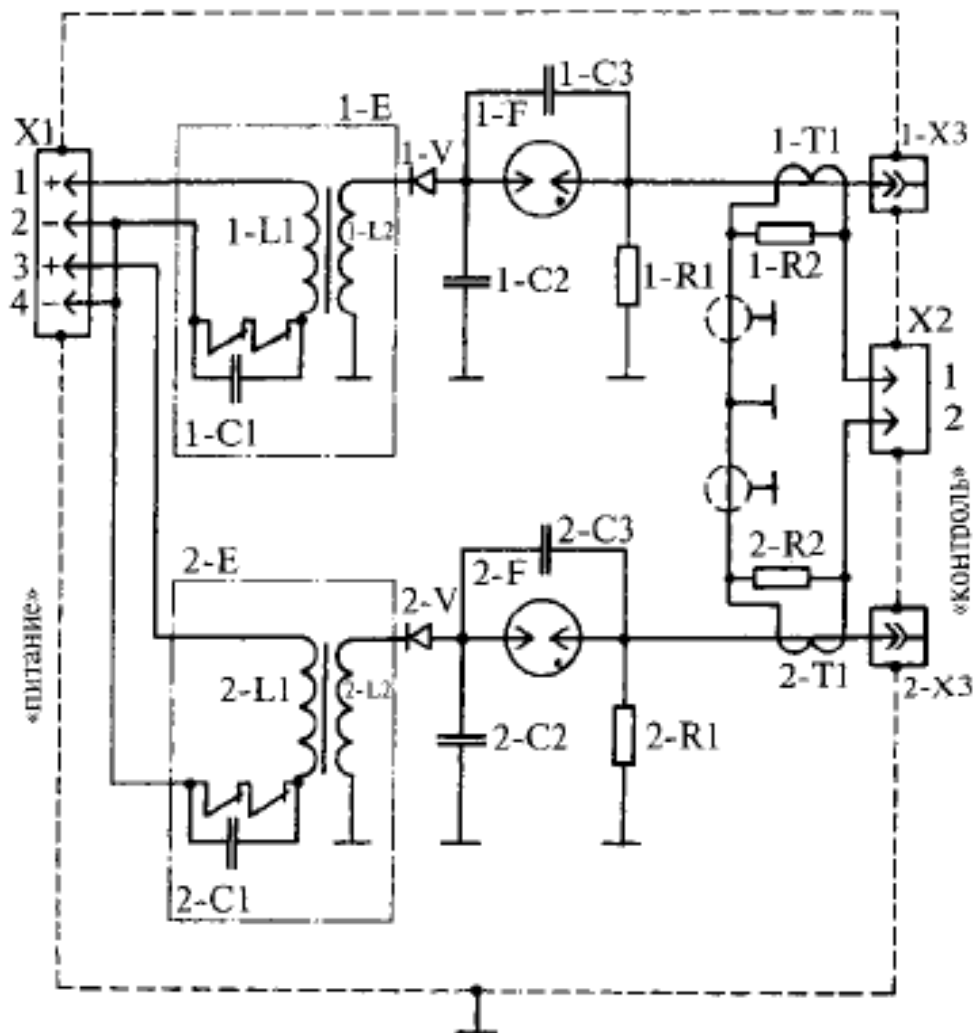 1-C3
1-E
1-F
X1
1-V
1-T1
1-X3
1 +
2 -
3 +
4 -
1-L1
1-L2
1-C2
1-R1
1-R2
X2
1
2
1-C1
«контроль»
2-C3
2-R2
2-E
2-F
2-V
«питание»
2-L1
2-L2
2-T1
2-X3
2-C2
2-R1
2-C1